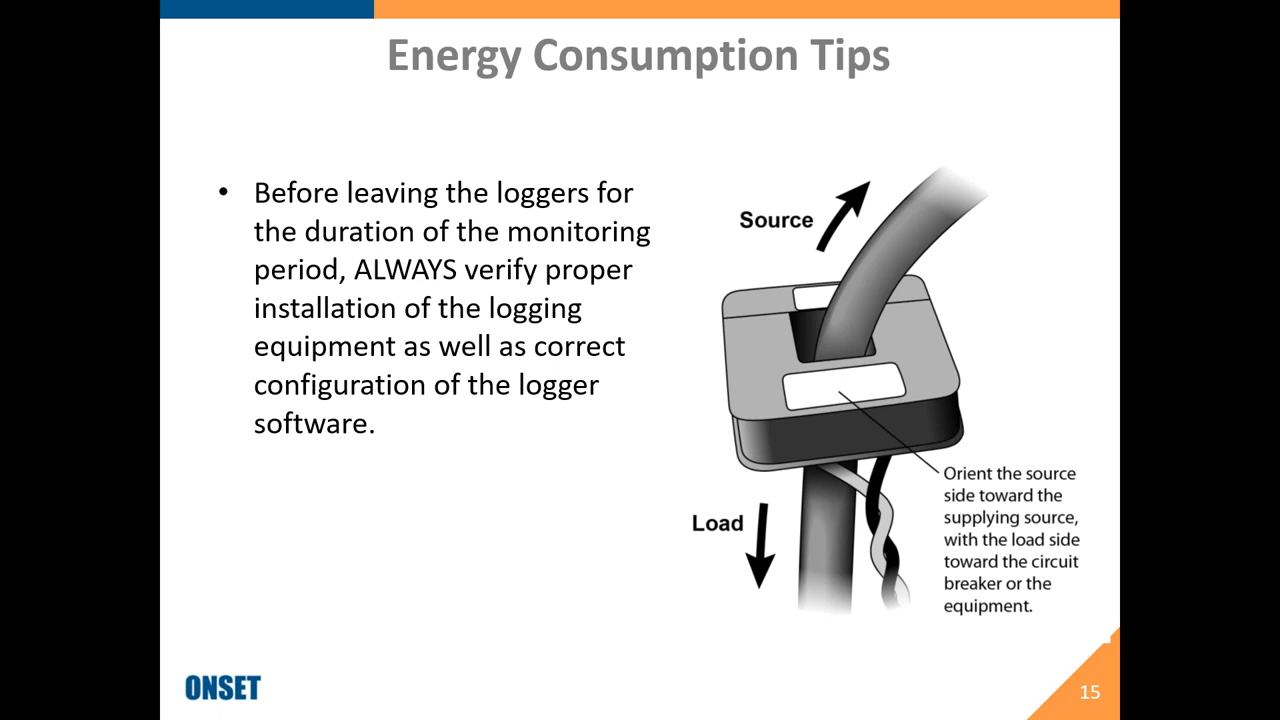 Energy Consumption Tips
• Before leaving the loggers for
the duration of the monitoring
period, ALWAYS verify proper
installation of the logging
equipment as well as correct
configuration of the logger
software.
Source
Load
Orient the source
side toward the
supplying source,
with the load side
toward the circuit
breaker or the
equipment.
ONSET
15